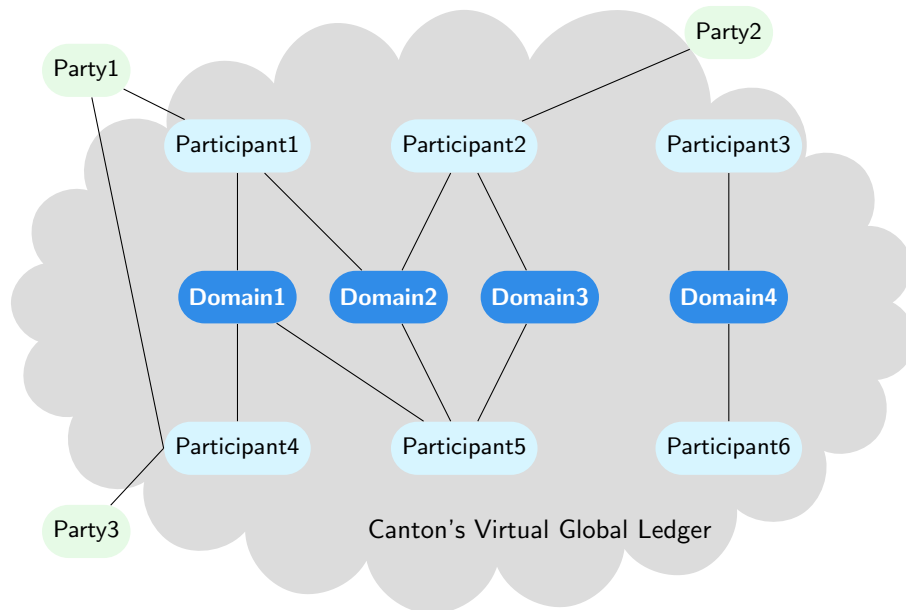 Party2
Party1
Participant1
Participant2
Participant3
Domain1
Domain2
Domain3
Domain4
Participant4
Participant5
Participant6
Party3
Canton's Virtual Global Ledger